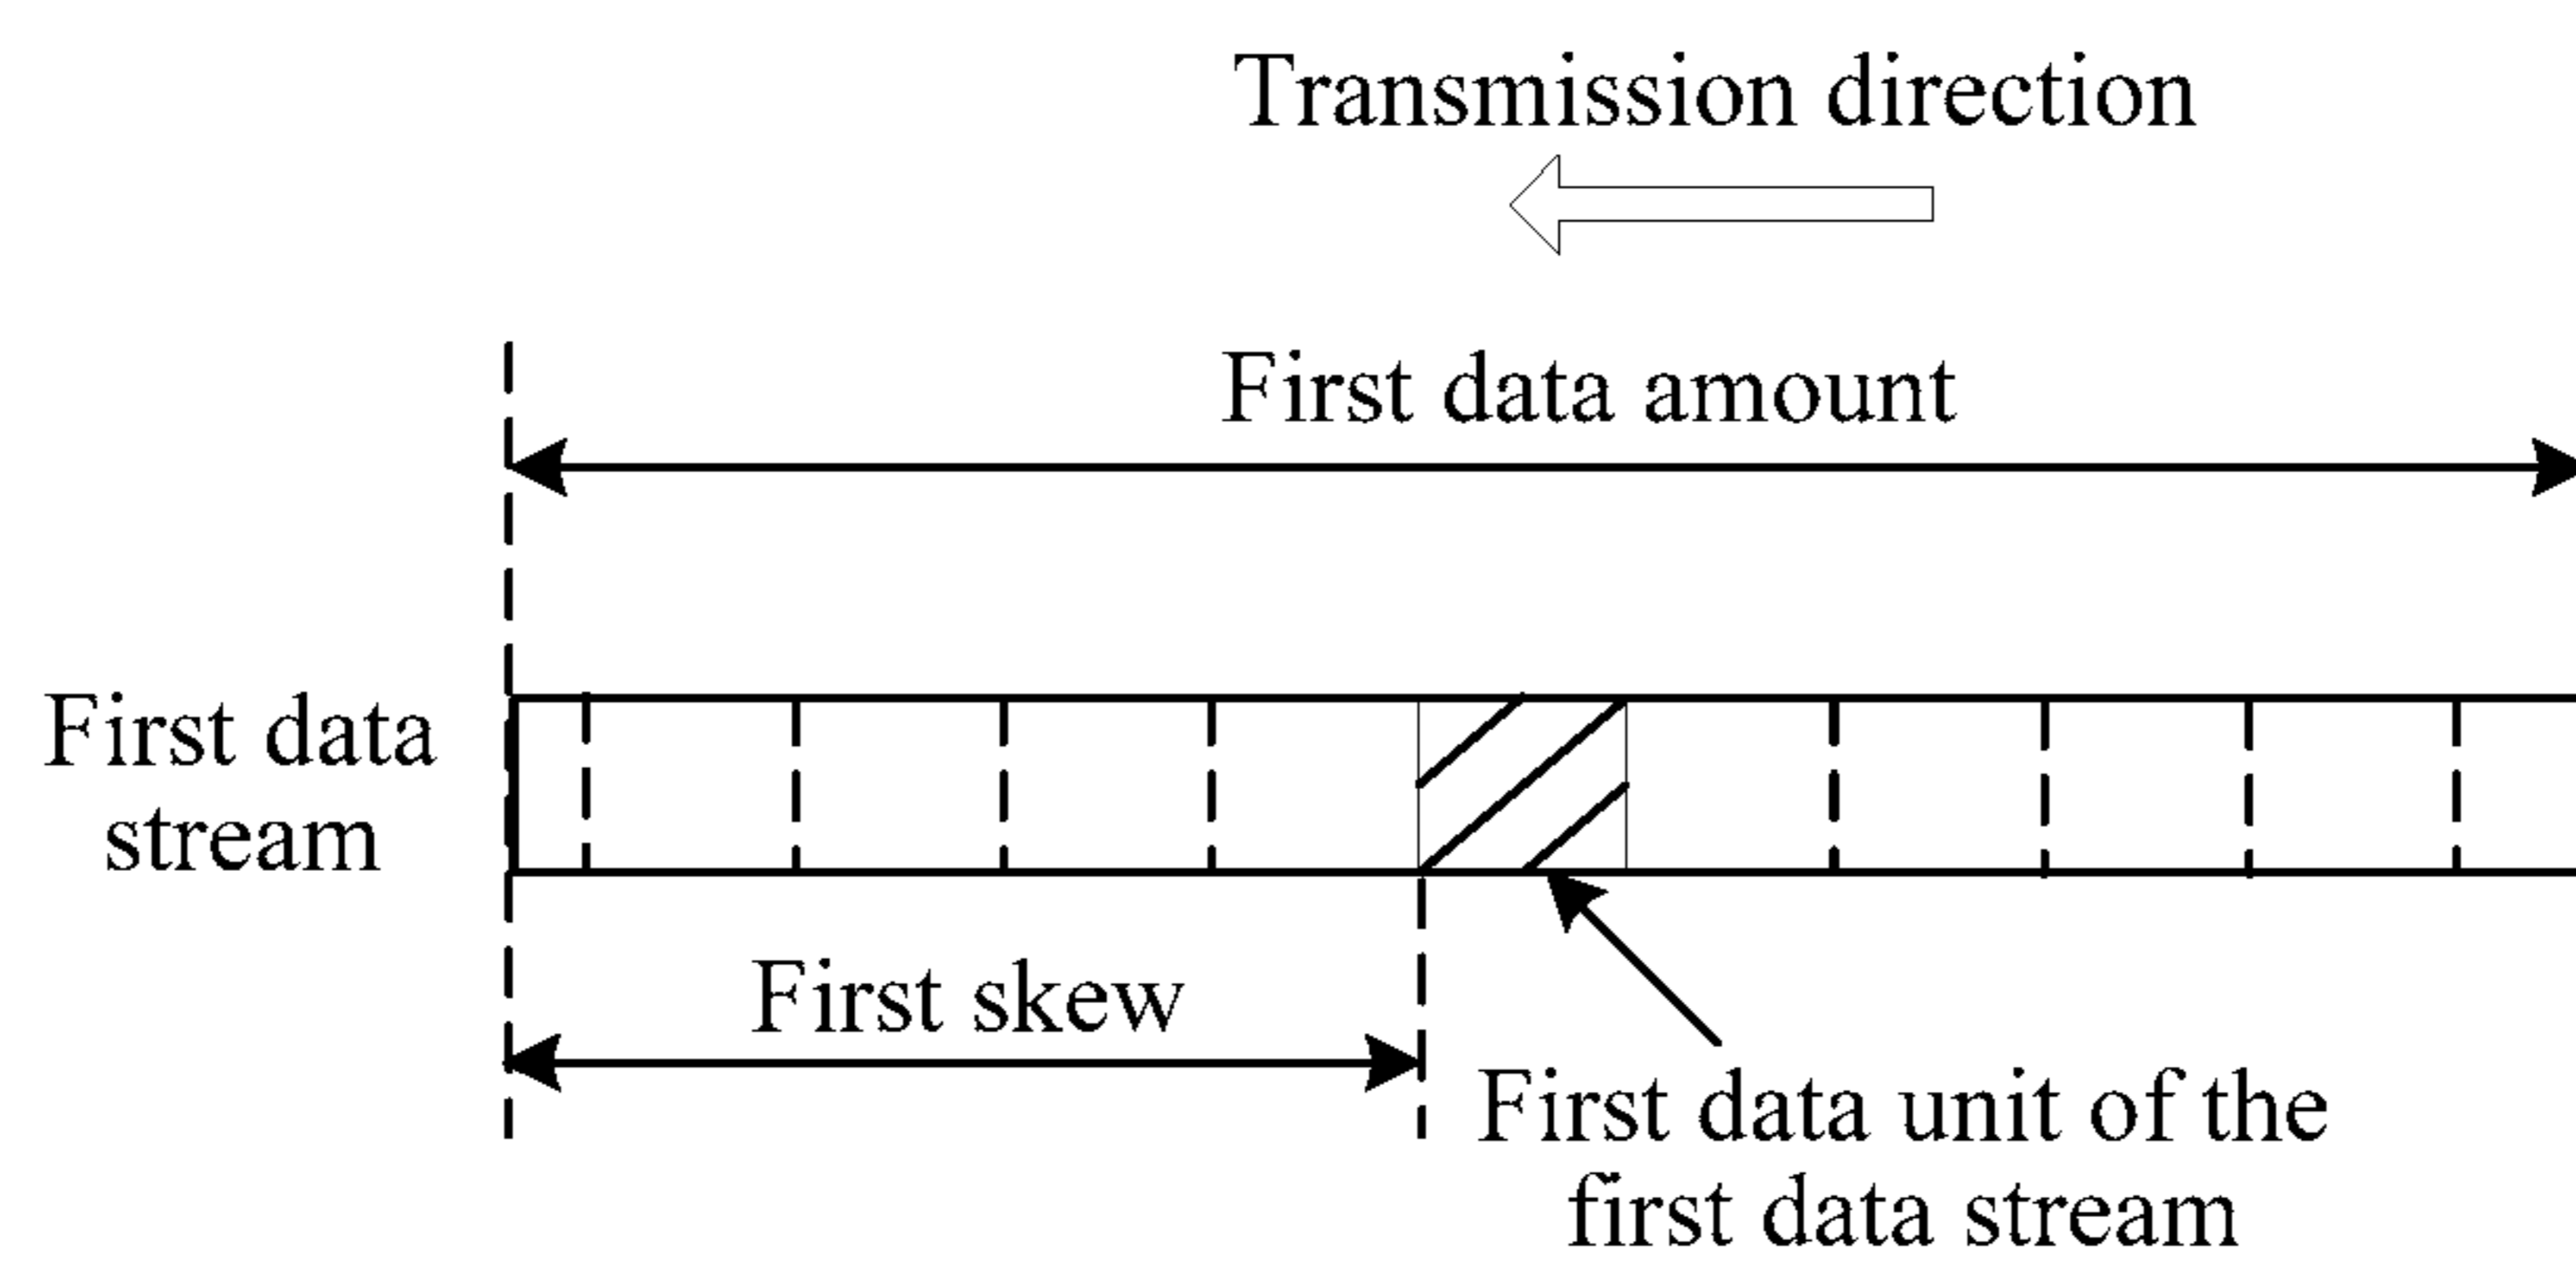 Transmission direction
First data amount
First data
stream
First skew
First data unit of the
first data stream